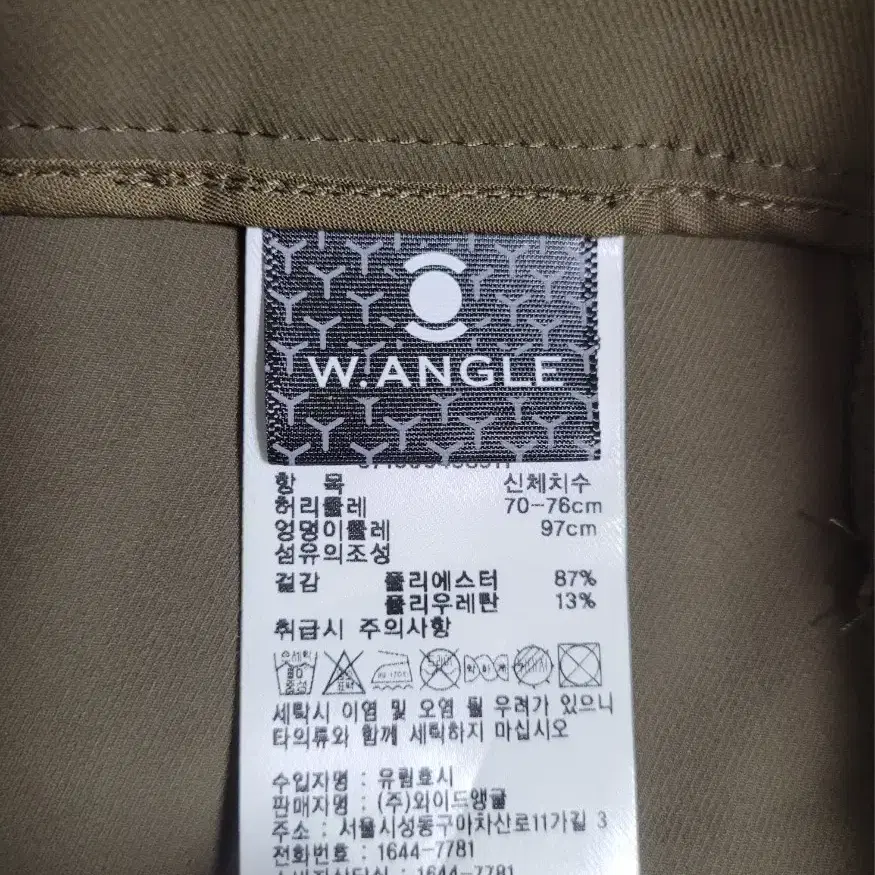 W.ANGLE
항 목 신체치수
허리둘레 70-76cm
엉덩이둘레 97cm
섬유의조성
겉감 폴리에스터 87%
폴리우레탄 13%
취급시 주의사항
세탁시 이염 및 오염 될 우려가 있으니
타의류와 함께 세탁하지 마십시오
수입자명 : 유림효시
판매자명 : (주)와이드앵글
주소 : 서울시성동구아차산로11가길 3
전화번호 : 1644-7781